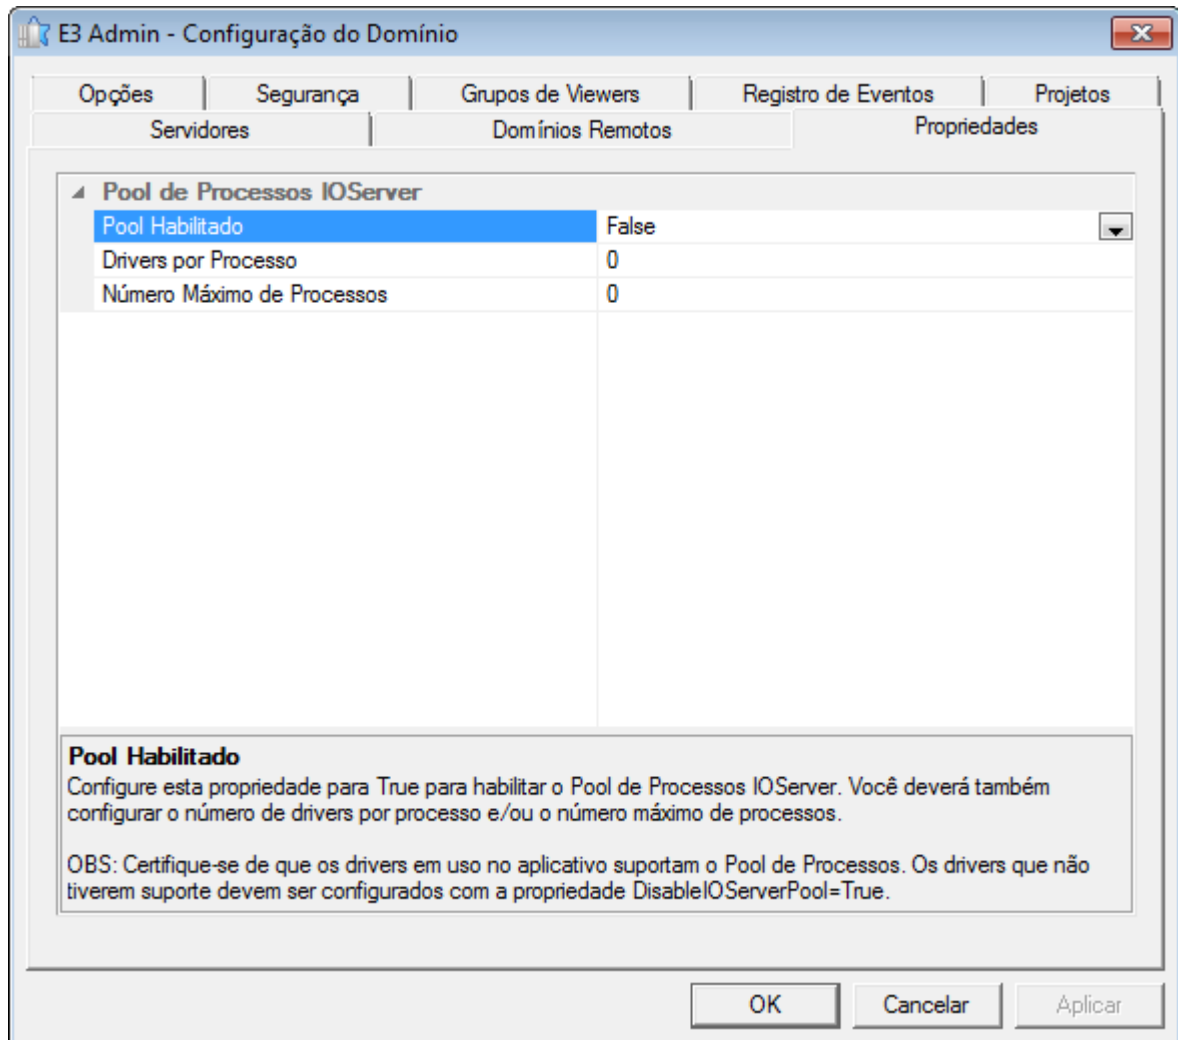 E3 Admin - Configuração do Domínio
Opções
Segurança
Grupos de Viewers
Registro de Eventos
Projetos
Servidores
Domínios Remotos
Propriedades
Pool de Processos IOServer
Pool Habilitado
False
Drivers por Processo
0
Número Máximo de Processos
0
Pool Habilitado
Configure esta propriedade para True para habilitar o Pool de Processos IOServer. Você deverá também
configurar o número de drivers por processo e/ou o número máximo de processos.
OBS: Certifique-se de que os drivers em uso no aplicativo suportam o Pool de Processos. Os drivers que não
tiverem suporte devem ser configurados com a propriedade DisableIOServerPool=True.
OK
Cancelar
Aplicar